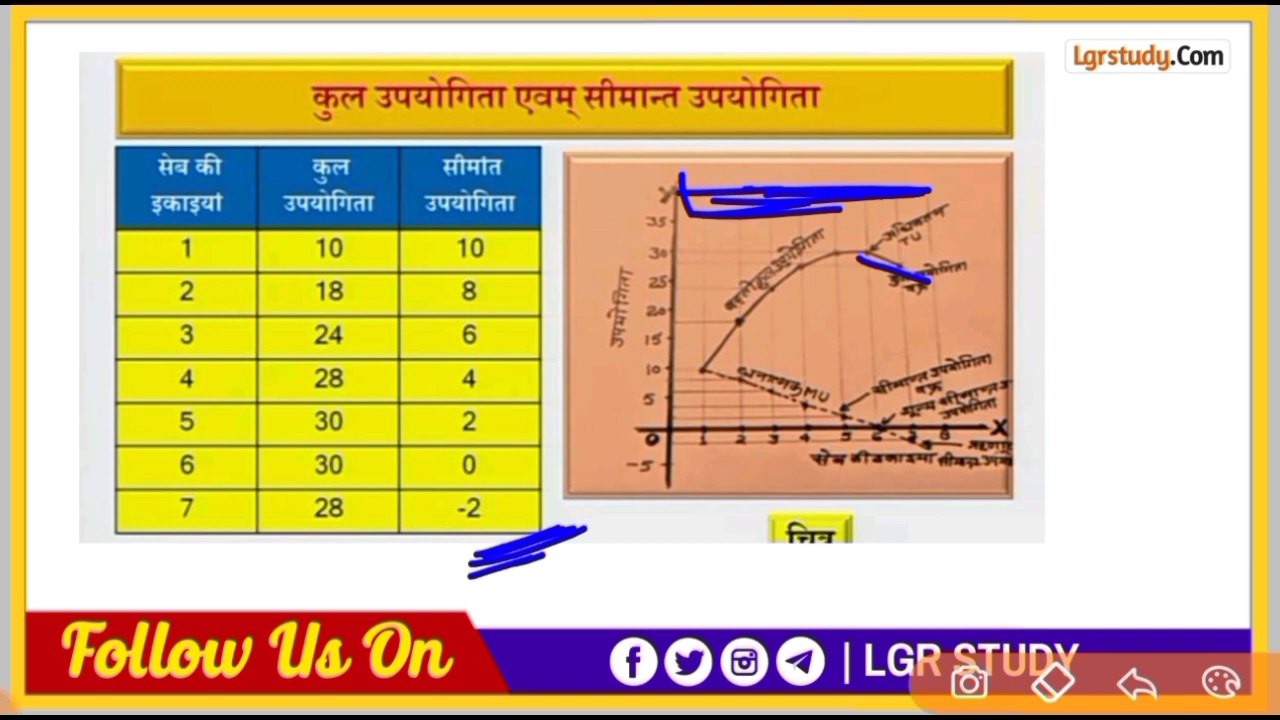 Lgrstudy.Com
कुल उपयोगिता एवम् सीमान्त उपयोगिता
सेब की इकाइयां कुल उपयोगिता सीमांत उपयोगिता
1 10 10
2 18 8
3 24 6
4 28 4
5 30 2
6 30 0
7 28 -2
35
30
25
20
15
10
5
0
-5
उपयोगिता
अधिकतम
TU
धनात्मक MU
सीमान्त उपयोगिता
वक्र
उपयोगिता
1 2 3 4 5 6 7 8 X
चित्र
Follow Us On
| LGR STUDY